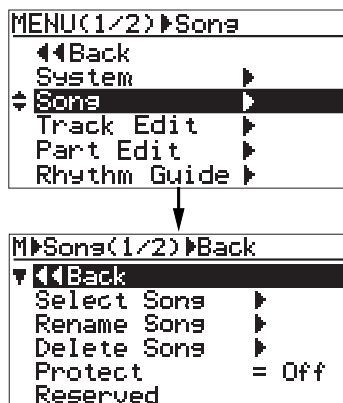 MENU(1/2)▶Song
◀◀Back
System ▶
Song ▶
Track Edit ▶
Part Edit ▶
Rhythm Guide ▶
M▶Song(1/2)▶Back
◀◀Back
Select Song ▶
Rename Song ▶
Delete Song ▶
Protect = Off
Reserved